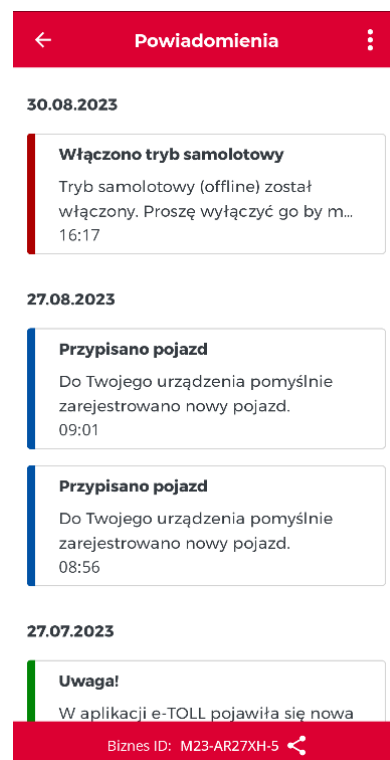 Powiadomienia
30.08.2023
Włączono tryb samolotowy
Tryb samolotowy (offline) został
włączony. Proszę wyłączyć go by m...
16:17
27.08.2023
Przypisano pojazd
Do Twojego urządzenia pomyślnie
zarejestrowano nowy pojazd.
09:01
Przypisano pojazd
Do Twojego urządzenia pomyślnie
zarejestrowano nowy pojazd.
08:56
27.07.2023
Uwaga!
W aplikacji e-TOLL pojawiła się nowa
Biznes ID: M23-AR27XH-5